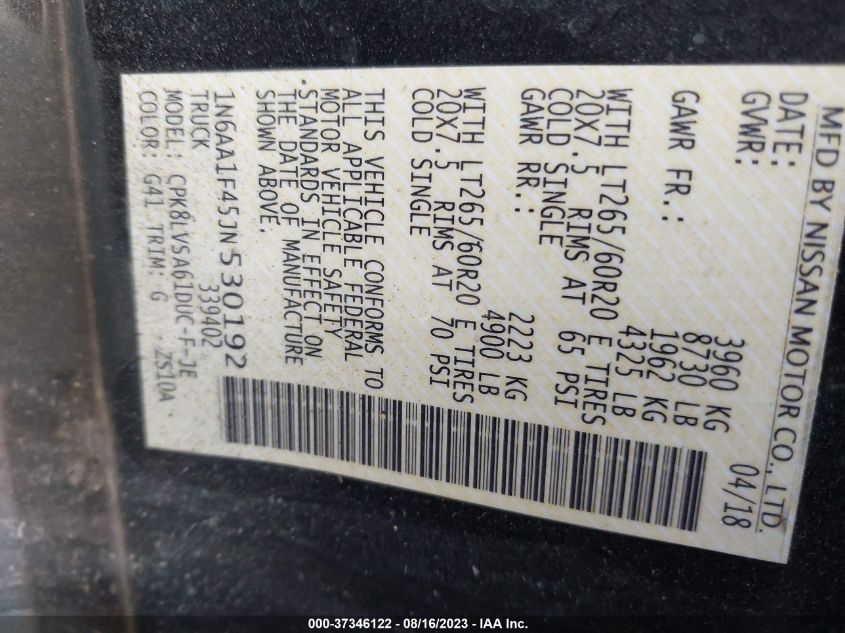 MFD BY NISSAN MOTOR CO., LTD.
DATE: 04/18
GVWR: 3960 KG
8730 LB
GAWR FR.: 1962 KG
4325 LB
WITH LT265/60R20 E TIRES
20X7.5 RIMS AT 65 PSI
COLD SINGLE
GAWR RR.: 2223 KG
4900 LB
WITH LT265/60R20 E TIRES
20X7.5 RIMS AT 70 PSI
COLD SINGLE
THIS VEHICLE CONFORMS TO
ALL APPLICABLE FEDERAL
MOTOR VEHICLE SAFETY
STANDARDS IN EFFECT ON
THE DATE OF MANUFACTURE
SHOWN ABOVE.
1N6AA1F45JN530192
TRUCK 339402
MODEL: CPK8LVSA61DUC-F-JE
COLOR: G41 TRIM: G ZS10A
000-37346122 - 08/16/2023 - IAA Inc.